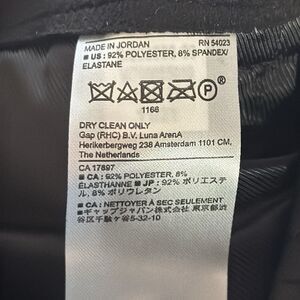 MADE IN JORDAN RN 54023
■ US : 92% POLYESTER, 8% SPANDEX/
ELASTANE
P
1166
DRY CLEAN ONLY
Gap (RHC) B.V. Luna ArenA
Herikerbergweg 238 Amsterdam 1101 CM,
The Netherlands
CA 17897
■ CA : 92% POLYESTER, 8%
ÉLASTHANNE ■ JP : 92% ポリエステ
ル, 8% ポリウレタン
■ CA : NETTOYER À SEC SEULEMENT
■ギャップジャパン株式会社 東京都渋
谷区千駄ヶ谷5-32-10